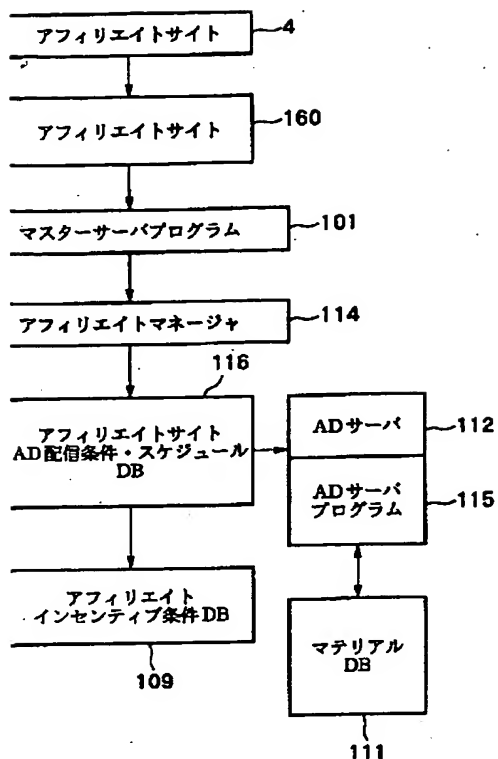 アフィリエイトサイト
4
アフィリエイトサイト
160
マスターサーバプログラム
101
アフィリエイトマネージャ
114
116
アフィリエイトサイト
AD配信条件・スケジュール
DB
ADサーバ
112
ADサーバ
プログラム
115
アフィリエイト
インセンティブ条件DB
109
マテリアル
DB
111